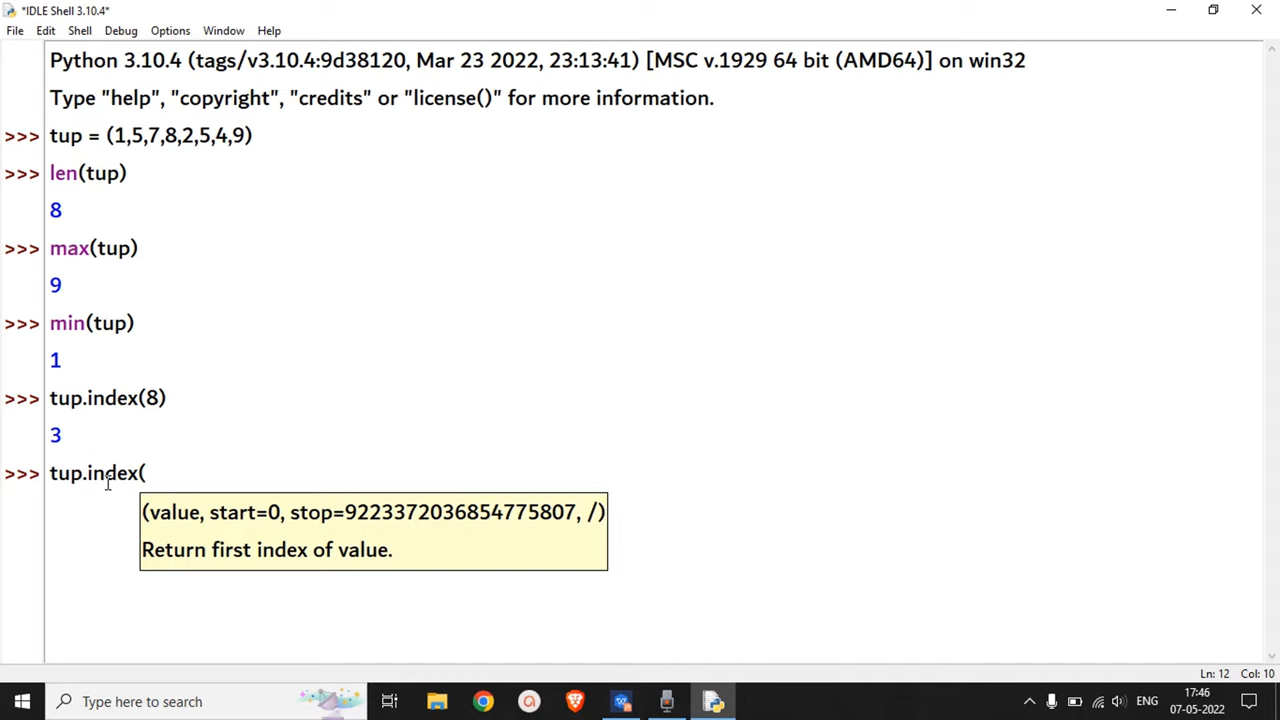 *IDLE Shell 3.10.4*
File Edit Shell Debug Options Window Help
Python 3.10.4 (tags/v3.10.4:9d38120, Mar 23 2022, 23:13:41) [MSC v.1929 64 bit (AMD64)] on win32
Type "help", "copyright", "credits" or "license()" for more information.
>>> tup = (1,5,7,8,2,5,4,9)
>>> len(tup)
8
>>> max(tup)
9
>>> min(tup)
1
>>> tup.index(8)
3
>>> tup.index(
(value, start=0, stop=9223372036854775807, /)
Return first index of value.
Ln: 12 Col: 10
Type here to search
ENG
17:46
07-05-2022